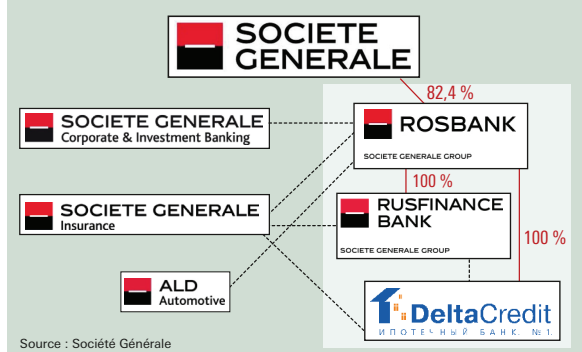 SOCIETE
GENERALE
82,4 %
SOCIETE GENERALE
Corporate & Investment Banking
ROSBANK
SOCIETE GENERALE GROUP
100 %
SOCIETE GENERALE
Insurance
RUSFINANCE
BANK
SOCIETE GENERALE GROUP
100 %
ALD
Automotive
DeltaCredit
ИПОТЕЧНЫЙ БАНК. №1.
Source : Société Générale